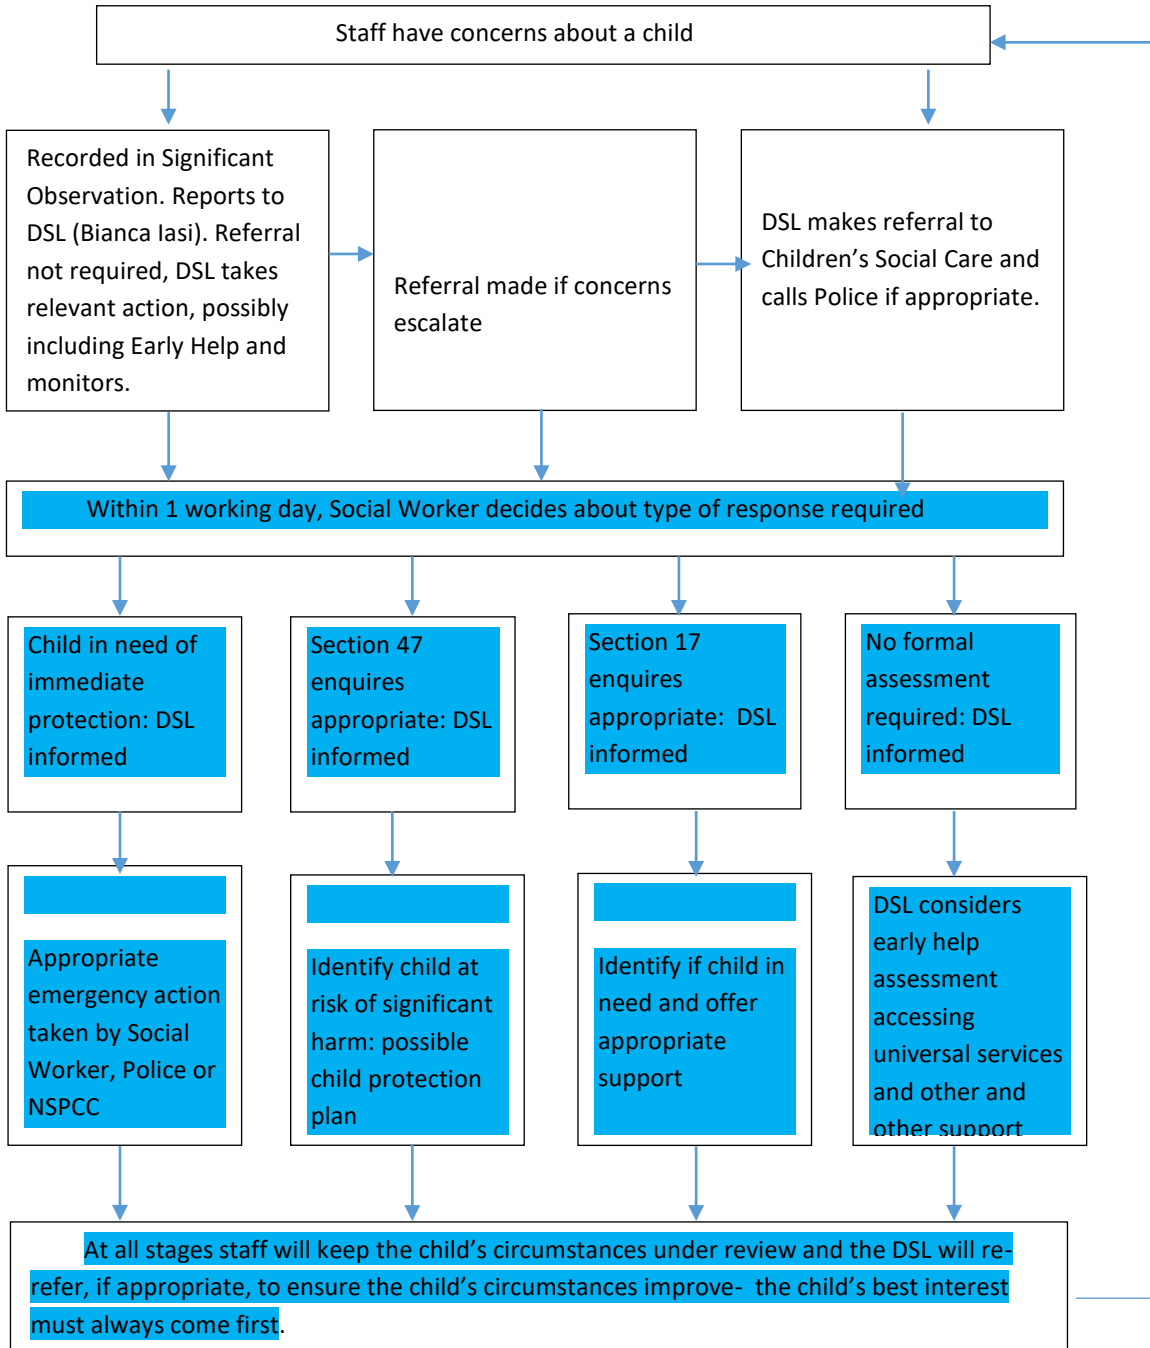 Staff have concerns about a child
Recorded in Significant
Observation. Reports to
DSL (Bianca Iasi). Referral
not required, DSL takes
relevant action, possibly
including Early Help and
monitors.
Referral made if concerns
escalate
DSL makes referral to
Children’s Social Care and
calls Police if appropriate.
Within 1 working day, Social Worker decides about type of response required
Child in need of
immediate
protection: DSL
informed
Section 47
enquires
appropriate: DSL
informed
Section 17
enquires
appropriate:  DSL
informed
No formal
assessment
required: DSL
informed
Appropriate
emergency action
taken by Social
Worker, Police or
NSPCC
Identify child at
risk of significant
harm: possible
child protection
plan
Identify if child in
need and offer
appropriate
support
DSL considers
early help
assessment
accessing
universal services
and other and
other support
At all stages staff will keep the child’s circumstances under review and the DSL will re-
refer, if appropriate, to ensure the child’s circumstances improve-  the child’s best interest
must always come first.